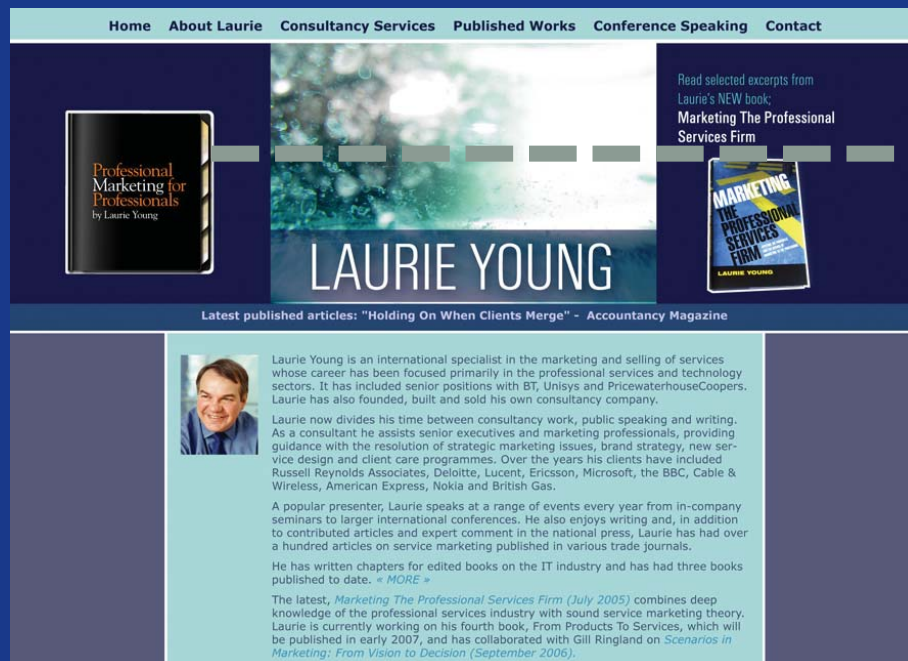 Home About Laurie Consultancy Services Published Works Conference Speaking Contact
Professional
Marketing for
Professionals
by Laurie Young
LAURIE YOUNG
Read selected excerpts from
Laurie's NEW book;
Marketing The Professional
Services Firm
MARKETING
THE
PROFESSIONAL
SERVICES
FIRM
LAURIE YOUNG
Latest published articles: "Holding On When Clients Merge" - Accountancy Magazine
Laurie Young is an international specialist in the marketing and selling of services
whose career has been focused primarily in the professional services and technology
sectors. It has included senior positions with BT, Unisys and PricewaterhouseCoopers.
Laurie has also founded, built and sold his own consultancy company.
Laurie now divides his time between consultancy work, public speaking and writing.
As a consultant he assists senior executives and marketing professionals, providing
guidance with the resolution of strategic marketing issues, brand strategy, new ser-
vice design and client care programmes. Over the years his clients have included
Russell Reynolds Associates, Deloitte, Lucent, Ericsson, Microsoft, the BBC, Cable &
Wireless, American Express, Nokia and British Gas.
A popular presenter, Laurie speaks at a range of events every year from in-company
seminars to larger international conferences. He also enjoys writing and, in addition
to contributed articles and expert comment in the national press, Laurie has had over
a hundred articles on service marketing published in various trade journals.
He has written chapters for edited books on the IT industry and has had three books
published to date. « MORE »
The latest, Marketing The Professional Services Firm (July 2005) combines deep
knowledge of the professional services industry with sound service marketing theory.
Laurie is currently working on his fourth book, From Products To Services, which will
be published in early 2007, and has collaborated with Gill Ringland on Scenarios in
Marketing: From Vision to Decision (September 2006).